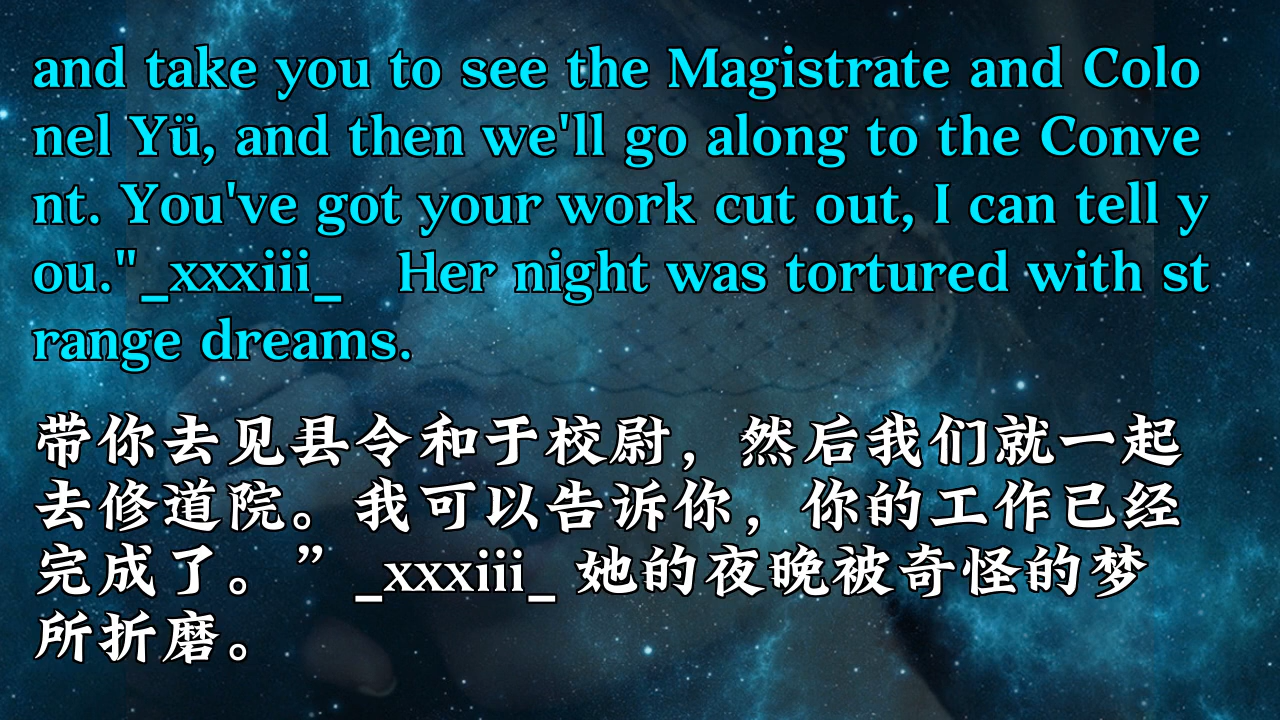 and take you to see the Magistrate and Colo
nel Yü, and then we'll go along to the Conve
nt. You've got your work cut out, I can tell y
ou."_xxxiii_   Her night was tortured with st
range dreams.
带你去见县令和于校尉，然后我们就一起
去修道院。我可以告诉你，你的工作已经
完成了。”_xxxiii_ 她的夜晚被奇怪的梦
所折磨。